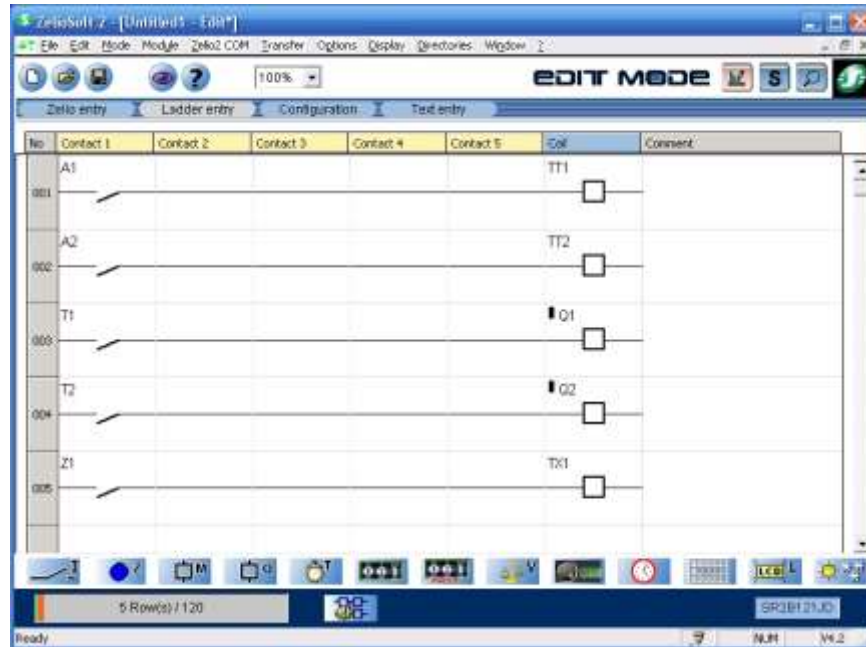 ZelioSoft 2 - [Untitled1 - Edit*]
File Edit Mode Module Zelio2 COM Transfer Options Display Directories Window ?
100% EDIT MODE S
Zelio entry Ladder entry Configuration Text entry
No Contact 1 Contact 2 Contact 3 Contact 4 Contact 5 Coil Comment
A1 TT1
001
A2 TT2
002
T1 Q1
003
T2 Q2
004
Z1 TX1
005
I Z M Q T V LCD L
5 Row(s) / 120 SR2B121JD
Ready NUM V4.2